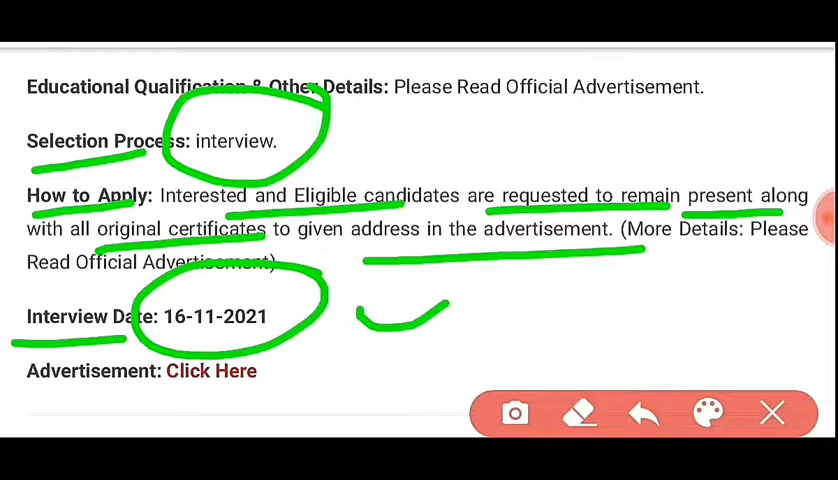 Educational Qualification & Other Details: Please Read Official Advertisement.
Selection Process: interview.
How to Apply: Interested and Eligible candidates are requested to remain present along
with all original certificates to given address in the advertisement. (More Details: Please
Read Official Advertisement)
Interview Date: 16-11-2021
Advertisement: Click Here